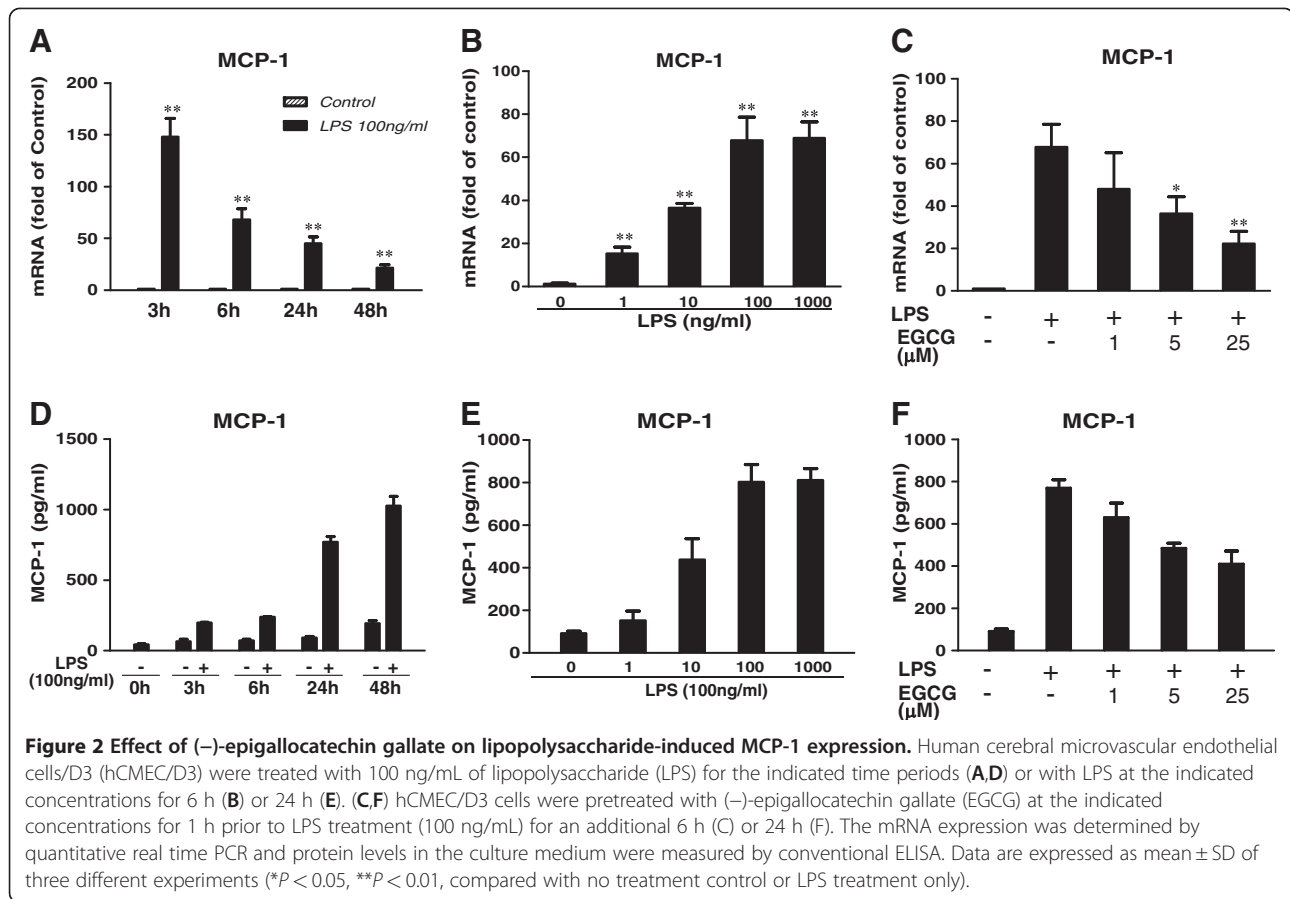 A
MCP-1
mRNA (fold of Control)
200
150
100
50
0
** ** ** **
Control
LPS 100ng/ml
3h 6h 24h 48h
B
MCP-1
mRNA (fold of control)
100
80
60
40
20
0
** ** ** **
0 1 10 100 1000
LPS (ng/ml)
C
MCP-1
mRNA (fold of control)
100
80
60
40
20
0
* **
LPS - + + + +
EGCG - - 1 5 25
(µM)
D
MCP-1
MCP-1 (pg/ml)
1500
1000
500
0
LPS - - + - + - + - +
(100ng/ml) 0h 3h 6h 24h 48h
E
MCP-1
MCP-1 (pg/ml)
1000
800
600
400
200
0
0 1 10 100 1000
LPS (100ng/ml)
F
MCP-1
MCP-1 (pg/ml)
1000
800
600
400
200
0
LPS - + + + +
EGCG - - 1 5 25
(µM)
Figure 2 Effect of (−)-epigallocatechin gallate on lipopolysaccharide-induced MCP-1 expression. Human cerebral microvascular endothelial
cells/D3 (hCMEC/D3) were treated with 100 ng/mL of lipopolysaccharide (LPS) for the indicated time periods (A,D) or with LPS at the indicated
concentrations for 6 h (B) or 24 h (E). (C,F) hCMEC/D3 cells were pretreated with (−)-epigallocatechin gallate (EGCG) at the indicated
concentrations for 1 h prior to LPS treatment (100 ng/mL) for an additional 6 h (C) or 24 h (F). The mRNA expression was determined by
quantitative real time PCR and protein levels in the culture medium were measured by conventional ELISA. Data are expressed as mean ± SD of
three different experiments (*P < 0.05, **P < 0.01, compared with no treatment control or LPS treatment only).